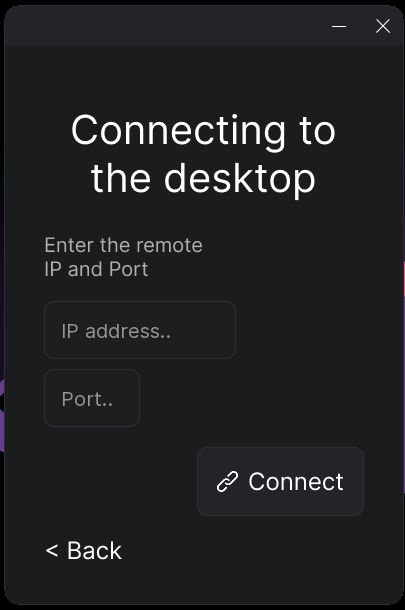 Connecting to
the desktop
Enter the remote
IP and Port
IP address..
Port..
Connect
< Back